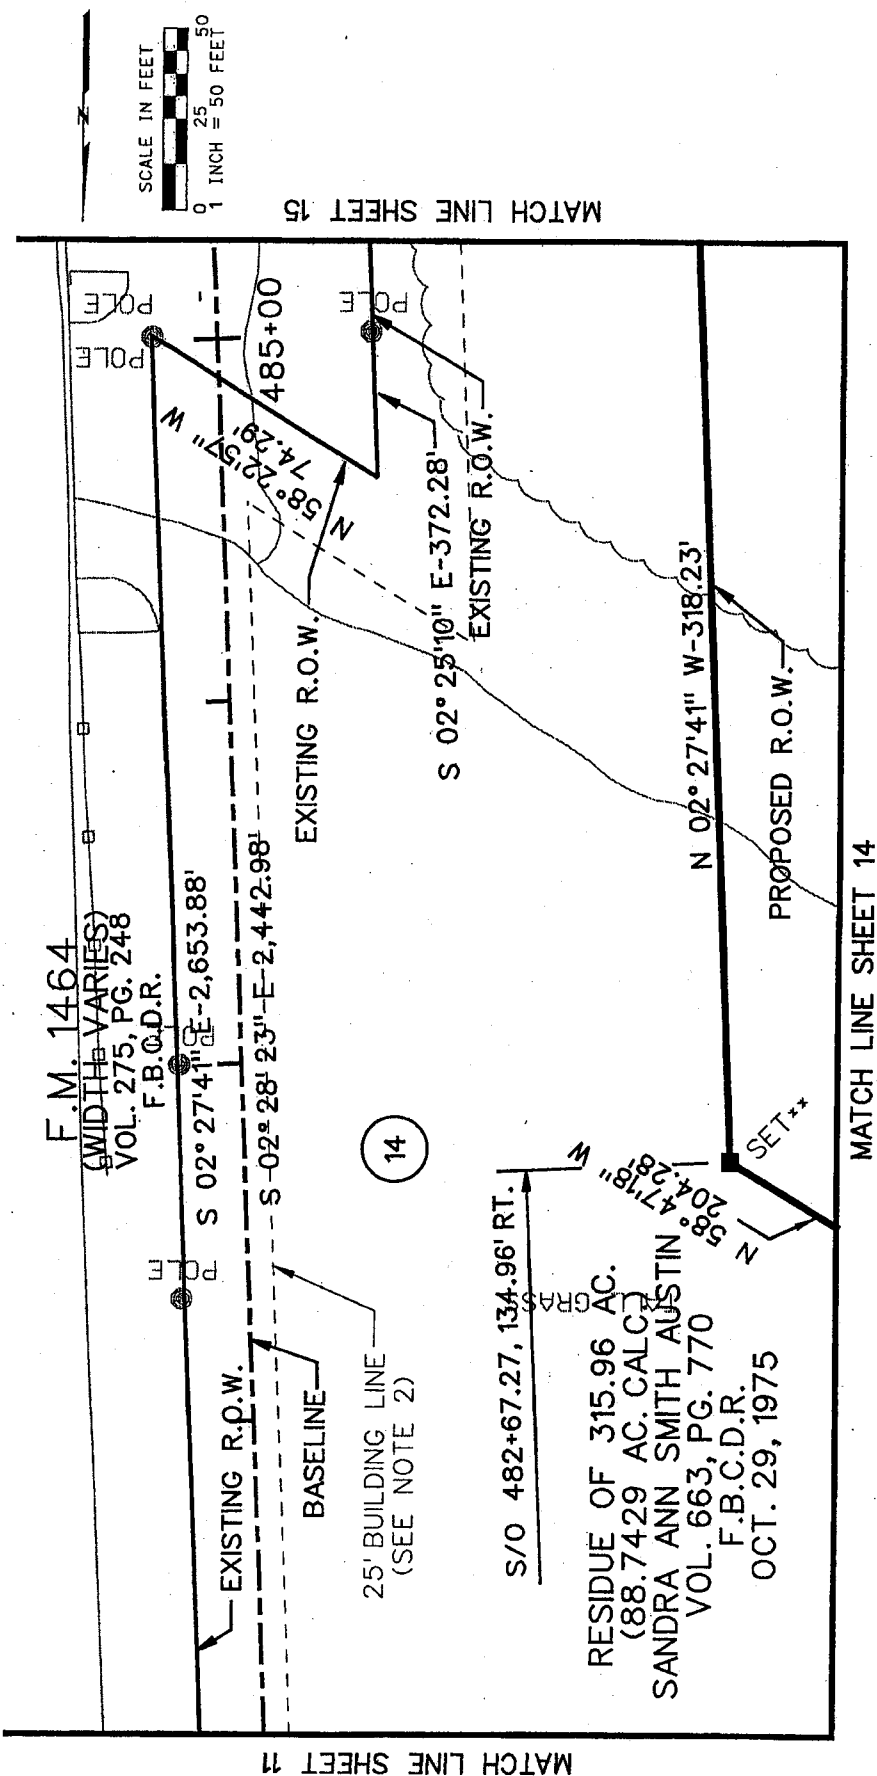 N
SCALE IN FEET
0 25 50
1 INCH = 50 FEET
MATCH LINE SHEET 15
F.M. 1464
(WIDTH VARIES)
VOL. 275, PG. 248
F.B.C.D.R.
POLE
POLE
POLE
POLE
POLE
485+00
N 58° 22'57" W
74.29'
EXISTING R.O.W.
S 02° 25'10" E-372.28'
EXISTING R.O.W.
S 02° 27'41" E-2,653.88'
S 02° 28' 23" E-2,442.98'
N 02° 27'41" W-318.23'
PROPOSED R.O.W.
14
SET**
N 58° 47'18" W
204.28'
S/O 482+67.27, 134.96' RT.
EXISTING R.O.W.
BASELINE
25' BUILDING LINE
(SEE NOTE 2)
TALL GRASS
RESIDUE OF 315.96 AC.
(88.7429 AC. CALC)
SANDRA ANN SMITH AUSTIN
VOL. 663, PG. 770
F.B.C.D.R.
OCT. 29, 1975
MATCH LINE SHEET 14
MATCH LINE SHEET 11